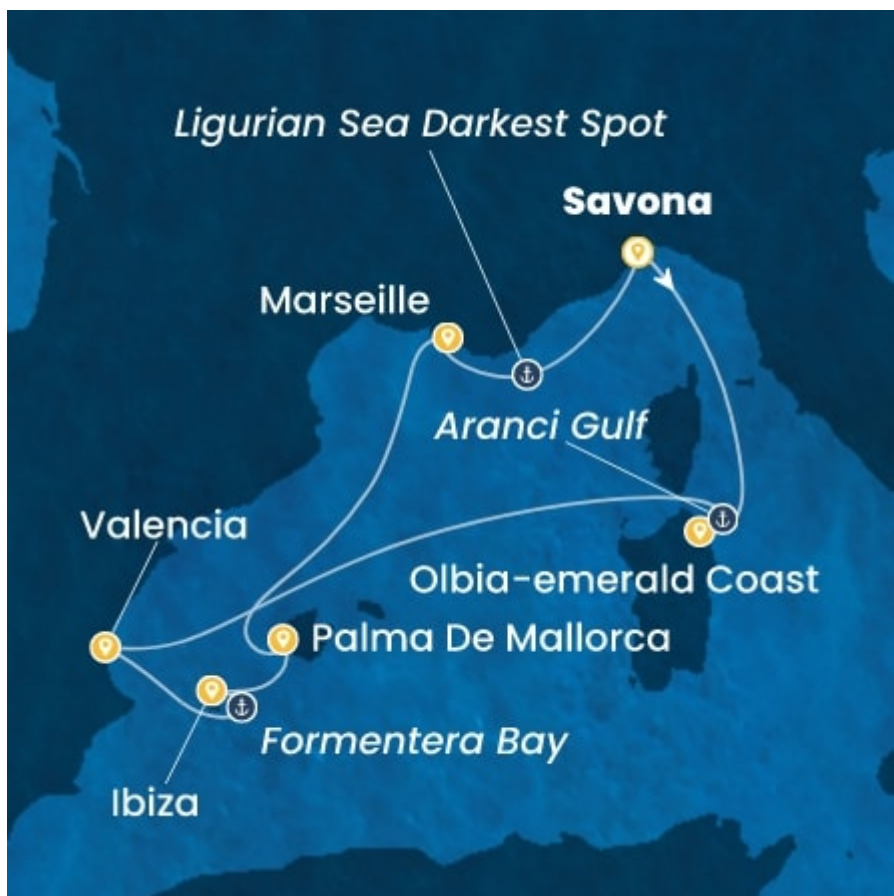 Ligurian Sea Darkest Spot
Savona
Marseille
Aranci Gulf
Valencia
Olbia-emerald Coast
Palma De Mallorca
Formentera Bay
Ibiza